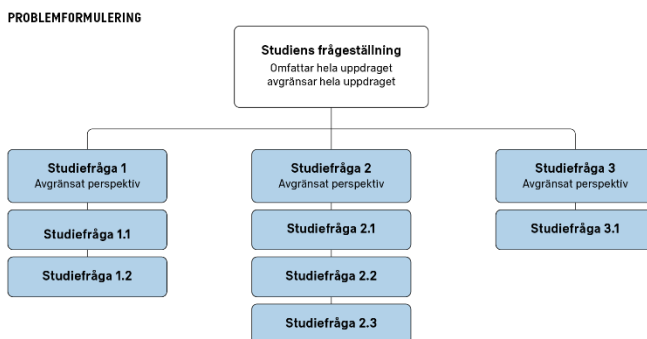 PROBLEMFORMULERING
Studiens frågeställning
Omfattar hela uppdraget
avgränsar hela uppdraget
Studiefråga 1
Avgränsat perspektiv
Studiefråga 1.1
Studiefråga 1.2
Studiefråga 2
Avgränsat perspektiv
Studiefråga 2.1
Studiefråga 2.2
Studiefråga 2.3
Studiefråga 3
Avgränsat perspektiv
Studiefråga 3.1